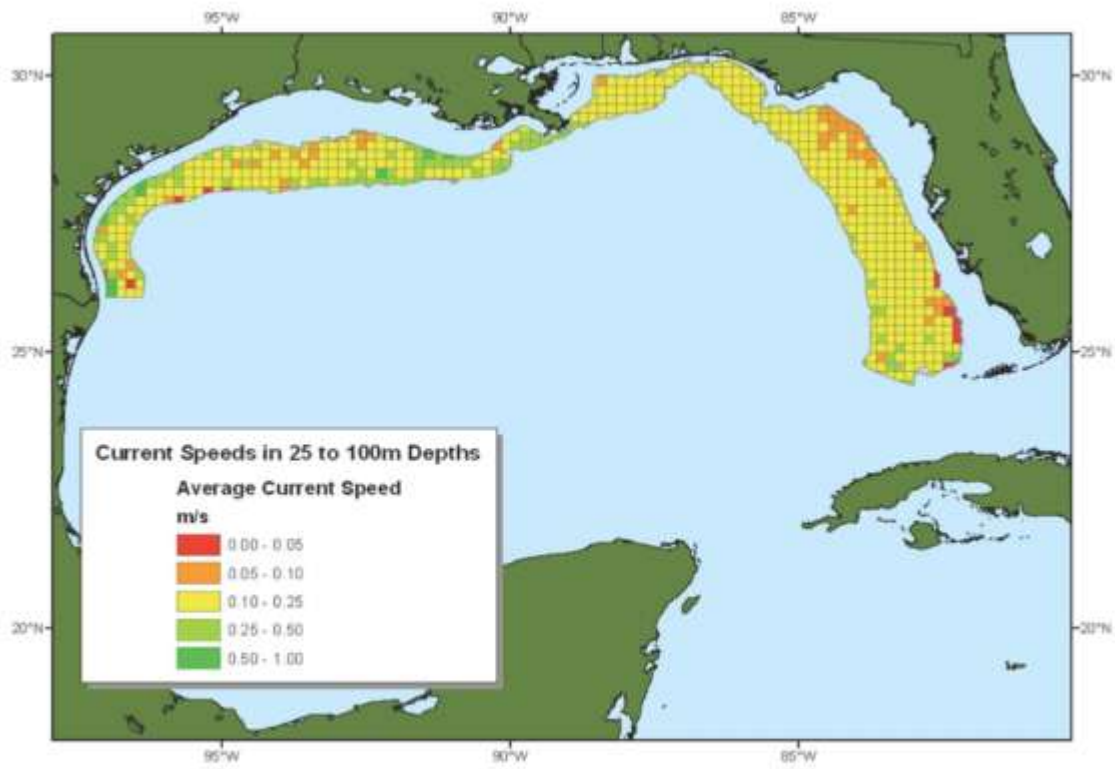 95°W 90°W 85°W
30°N 30°N
25°N 25°N
Current Speeds in 25 to 100m Depths
Average Current Speed
m/s
0.00 - 0.05
0.05 - 0.10
0.10 - 0.25
0.25 - 0.50
0.50 - 1.00
20°N 20°N
95°W 90°W 85°W